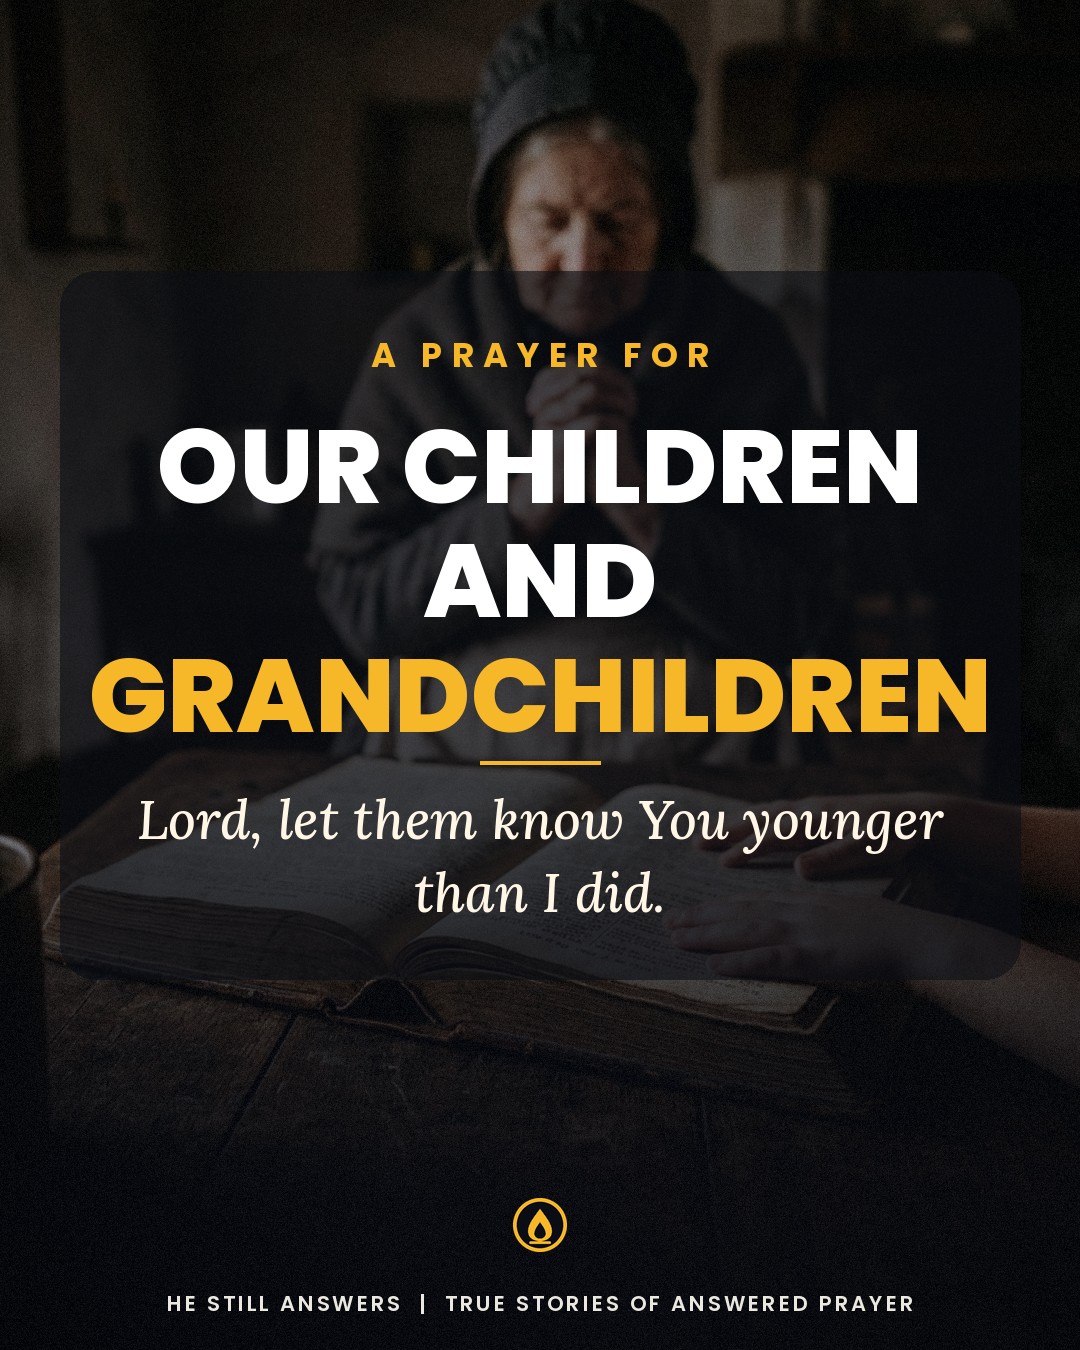 A PRAYER FOR
OUR CHILDREN
AND
GRANDCHILDREN
Lord, let them know You younger
than I did.
HE STILL ANSWERS | TRUE STORIES OF ANSWERED PRAYER